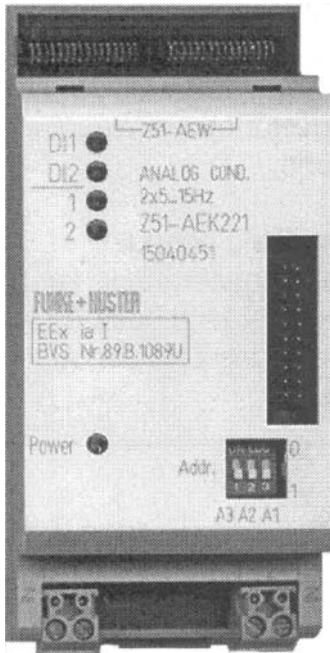 Z51-AEW
DI1
DI2 ANALOG COND.
1 2x5...15Hz
2 Z51-AEK221
15040451
FUNKE+HUSTER
EEx ia I
BVS Nr.89.B.1089U
Power
0
Addr.
1 2 3
1
A3 A2 A1